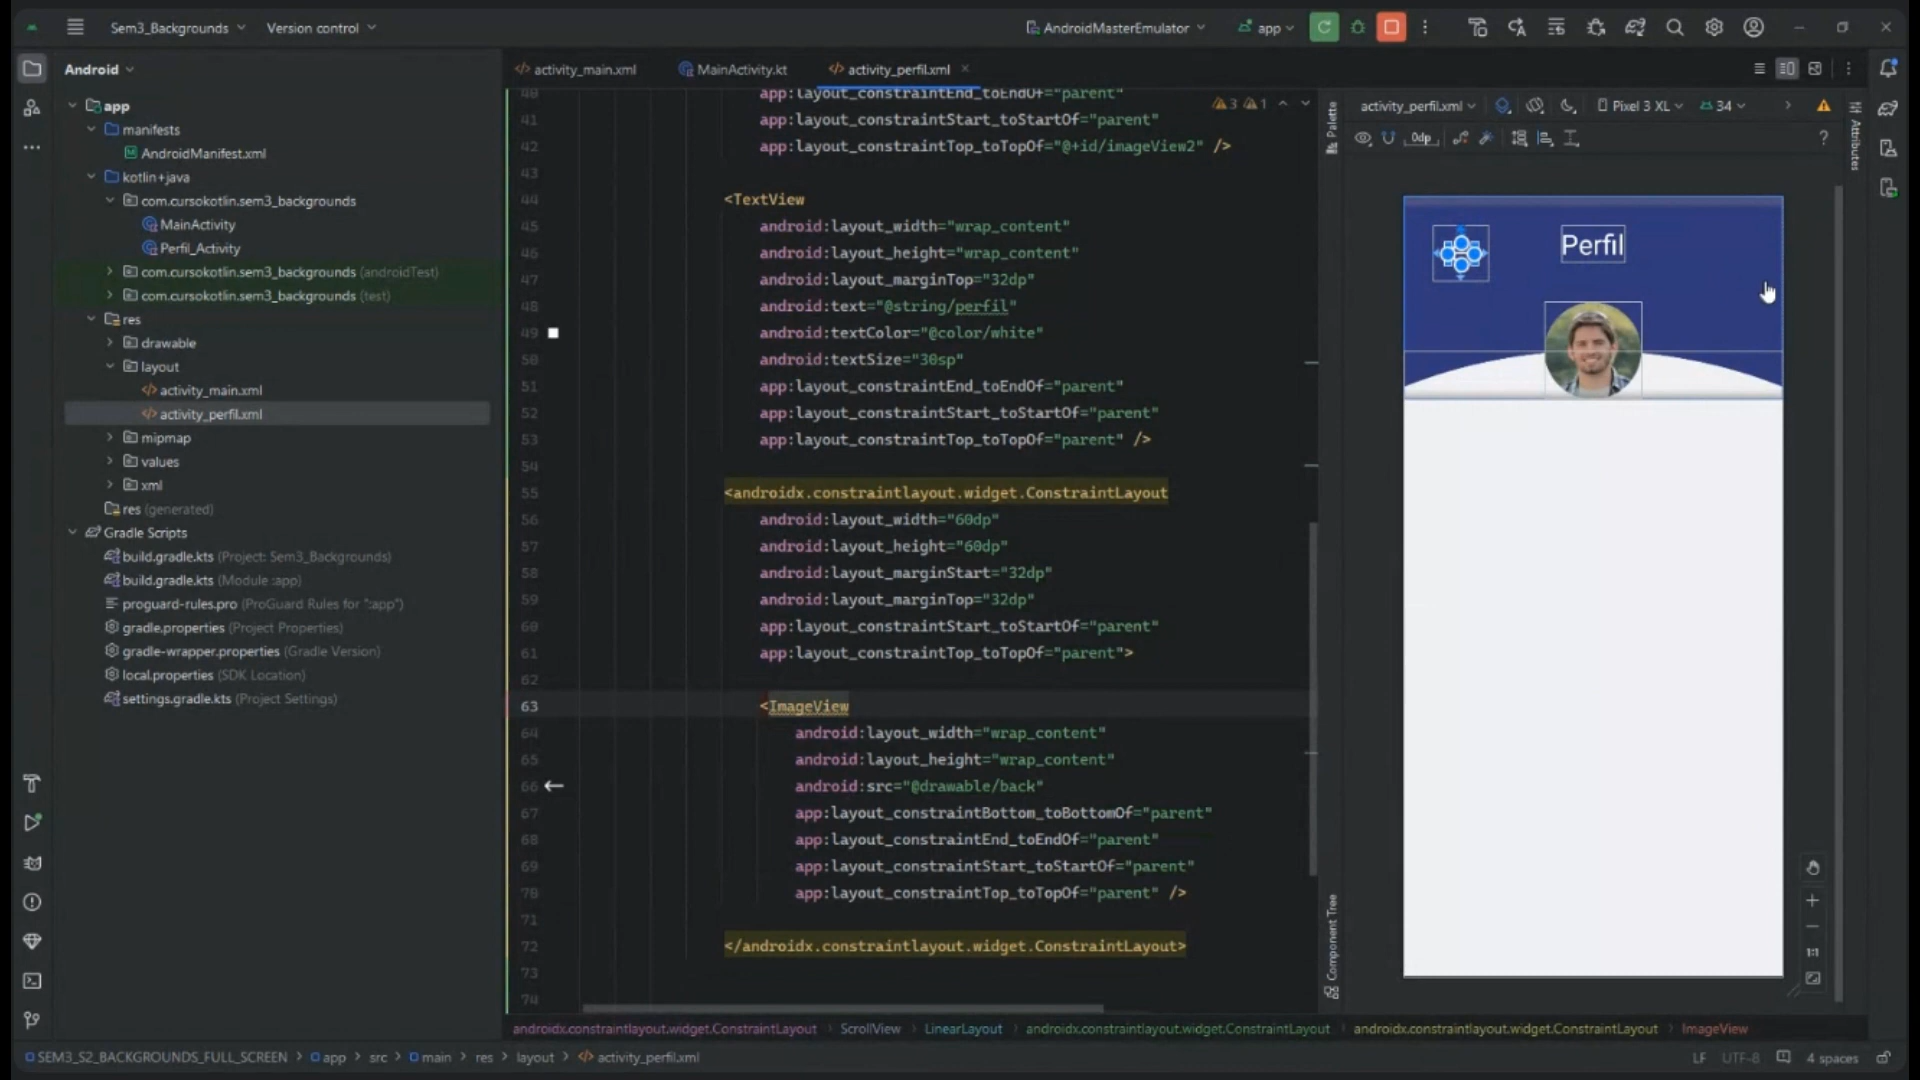 Sem3_Backgrounds
Version control
AndroidMasterEmulator
app
Android
activity_main.xml
MainActivity.kt
activity_perfil.xml
app
manifests
AndroidManifest.xml
kotlin+java
com.cursokotlin.sem3_backgrounds
MainActivity
Perfil_Activity
com.cursokotlin.sem3_backgrounds (androidTest)
com.cursokotlin.sem3_backgrounds (test)
res
drawable
layout
activity_main.xml
activity_perfil.xml
mipmap
values
xml
res (generated)
Gradle Scripts
build.gradle.kts (Project: Sem3_Backgrounds)
build.gradle.kts (Module :app)
proguard-rules.pro (ProGuard Rules for ":app")
gradle.properties (Project Properties)
gradle-wrapper.properties (Gradle Version)
local.properties (SDK Location)
settings.gradle.kts (Project Settings)
3 1
40 app:layout_constraintEnd_toEndOf="parent"
41 app:layout_constraintStart_toStartOf="parent"
42 app:layout_constraintTop_toTopOf="@+id/imageView2" />
43
44 <TextView
45 android:layout_width="wrap_content"
46 android:layout_height="wrap_content"
47 android:layout_marginTop="32dp"
48 android:text="@string/perfil"
49 android:textColor="@color/white"
50 android:textSize="30sp"
51 app:layout_constraintEnd_toEndOf="parent"
52 app:layout_constraintStart_toStartOf="parent"
53 app:layout_constraintTop_toTopOf="parent" />
54
55 <androidx.constraintlayout.widget.ConstraintLayout
56 android:layout_width="60dp"
57 android:layout_height="60dp"
58 android:layout_marginStart="32dp"
59 android:layout_marginTop="32dp"
60 app:layout_constraintStart_toStartOf="parent"
61 app:layout_constraintTop_toTopOf="parent">
62
63 <ImageView
64 android:layout_width="wrap_content"
65 android:layout_height="wrap_content"
66 android:src="@drawable/back"
67 app:layout_constraintBottom_toBottomOf="parent"
68 app:layout_constraintEnd_toEndOf="parent"
69 app:layout_constraintStart_toStartOf="parent"
70 app:layout_constraintTop_toTopOf="parent" />
71
72 </androidx.constraintlayout.widget.ConstraintLayout>
73
74
Palette
Component Tree
activity_perfil.xml
Pixel 3 XL
34
0dp
?
Attributes
Perfil
1:1
androidx.constraintlayout.widget.ConstraintLayout
ScrollView
LinearLayout
androidx.constraintlayout.widget.ConstraintLayout
androidx.constraintlayout.widget.ConstraintLayout
ImageView
SEM3_S2_BACKGROUNDS_FULL_SCREEN > app > src > main > res > layout > activity_perfil.xml
LF UTF-8 4 spaces